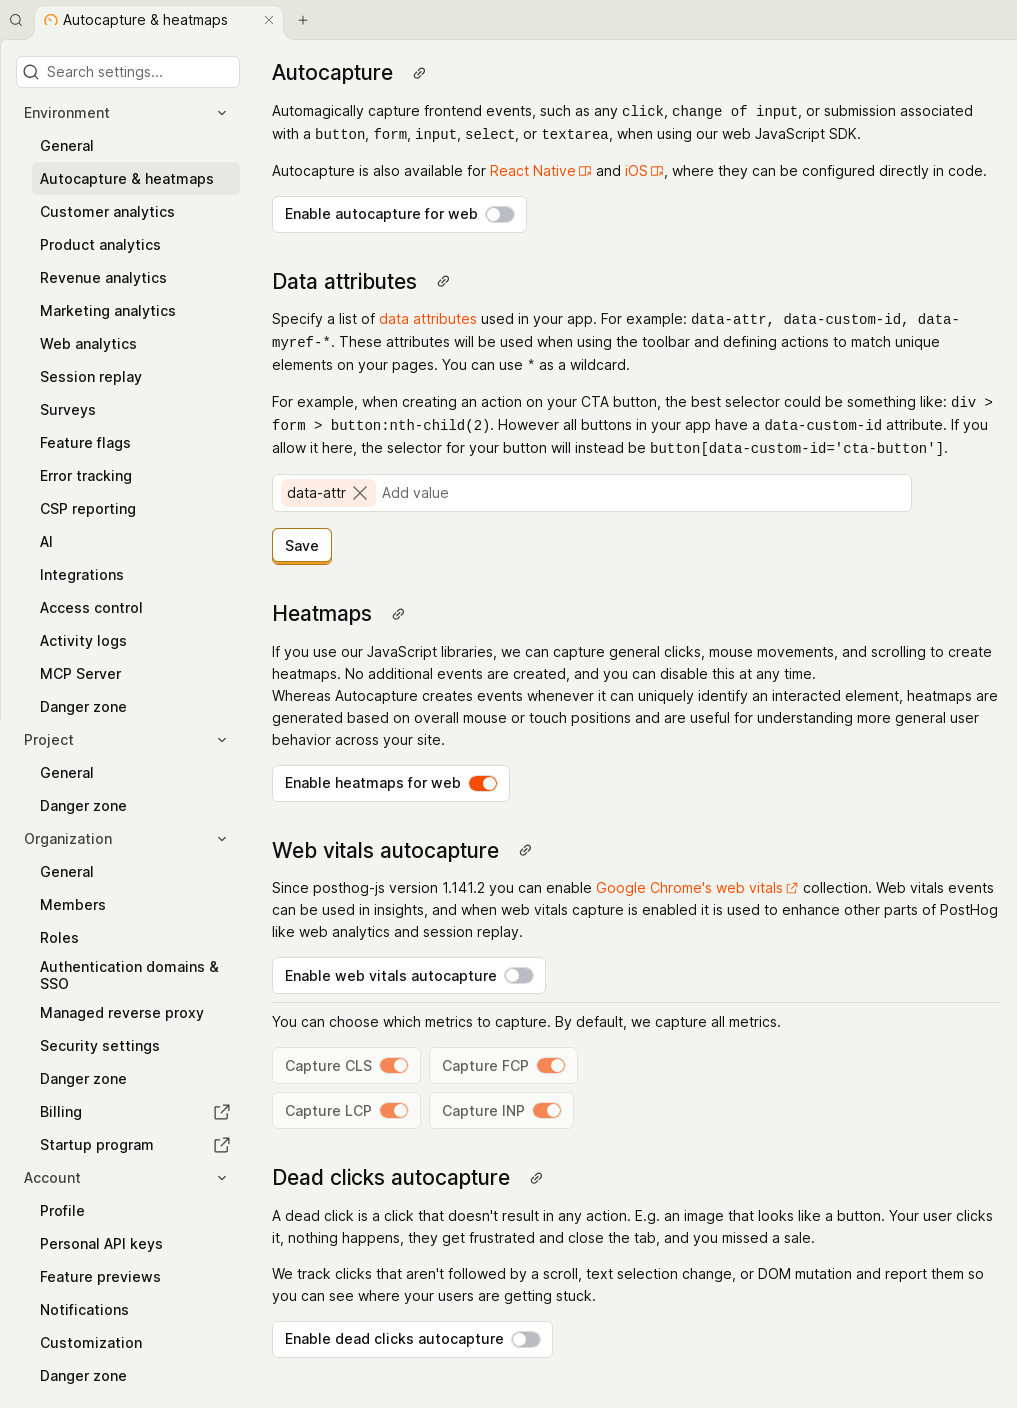 Autocapture & heatmaps
Search settings...
Environment
General
Autocapture & heatmaps
Customer analytics
Product analytics
Revenue analytics
Marketing analytics
Web analytics
Session replay
Surveys
Feature flags
Error tracking
CSP reporting
AI
Integrations
Access control
Activity logs
MCP Server
Danger zone
Project
General
Danger zone
Organization
General
Members
Roles
Authentication domains &
SSO
Managed reverse proxy
Security settings
Danger zone
Billing
Startup program
Account
Profile
Personal API keys
Feature previews
Notifications
Customization
Danger zone
Autocapture
Automagically capture frontend events, such as any click, change of input, or submission associated
with a button, form, input, select, or textarea, when using our web JavaScript SDK.
Autocapture is also available for React Native and iOS, where they can be configured directly in code.
Enable autocapture for web
Data attributes
Specify a list of data attributes used in your app. For example: data-attr, data-custom-id, data-
myref-*. These attributes will be used when using the toolbar and defining actions to match unique
elements on your pages. You can use * as a wildcard.
For example, when creating an action on your CTA button, the best selector could be something like: div >
form > button:nth-child(2). However all buttons in your app have a data-custom-id attribute. If you
allow it here, the selector for your button will instead be button[data-custom-id='cta-button'].
data-attr Add value
Save
Heatmaps
If you use our JavaScript libraries, we can capture general clicks, mouse movements, and scrolling to create
heatmaps. No additional events are created, and you can disable this at any time.
Whereas Autocapture creates events whenever it can uniquely identify an interacted element, heatmaps are
generated based on overall mouse or touch positions and are useful for understanding more general user
behavior across your site.
Enable heatmaps for web
Web vitals autocapture
Since posthog-js version 1.141.2 you can enable Google Chrome's web vitals collection. Web vitals events
can be used in insights, and when web vitals capture is enabled it is used to enhance other parts of PostHog
like web analytics and session replay.
Enable web vitals autocapture
You can choose which metrics to capture. By default, we capture all metrics.
Capture CLS Capture FCP
Capture LCP Capture INP
Dead clicks autocapture
A dead click is a click that doesn't result in any action. E.g. an image that looks like a button. Your user clicks
it, nothing happens, they get frustrated and close the tab, and you missed a sale.
We track clicks that aren't followed by a scroll, text selection change, or DOM mutation and report them so
you can see where your users are getting stuck.
Enable dead clicks autocapture